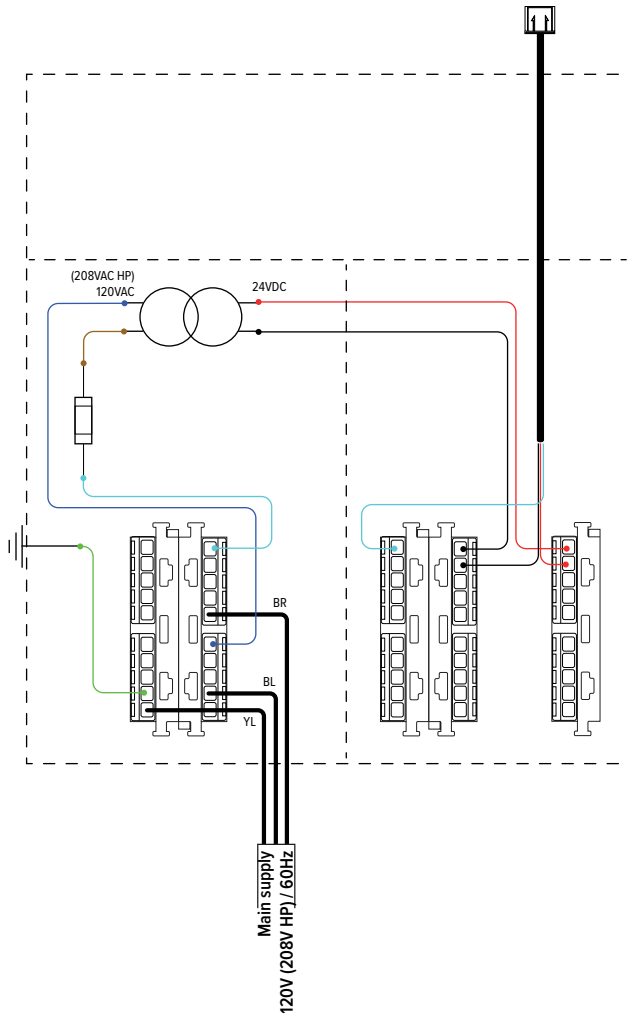 (208VAC HP)
120VAC
24VDC
BR
BL
YL
Main supply
120V (208V HP) / 60Hz